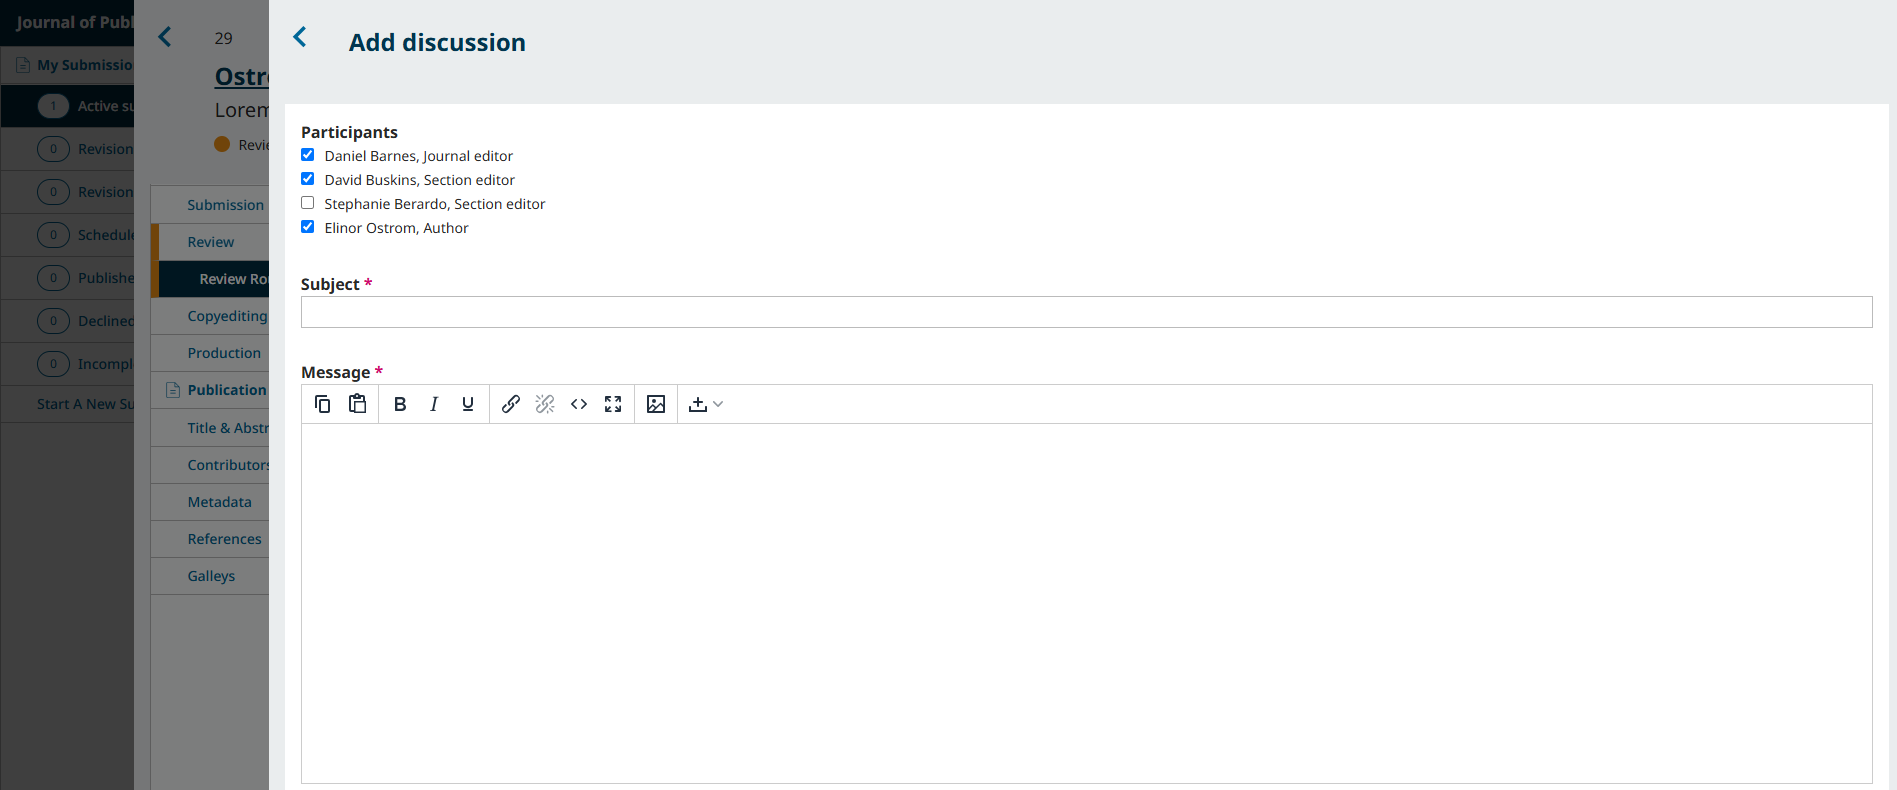 Journal of Publ
My Submissio
1 Active su
0 Revision
0 Revision
0 Schedule
0 Publishe
0 Declined
0 Incompl
Start A New Su
29
Ostr
Lorem
Revie
Submission
Review
Review Rou
Copyediting
Production
Publication
Title & Abstr
Contributors
Metadata
References
Galleys
Add discussion
Participants
Daniel Barnes, Journal editor
David Buskins, Section editor
Stephanie Berardo, Section editor
Elinor Ostrom, Author
Subject *
Message *
B I U